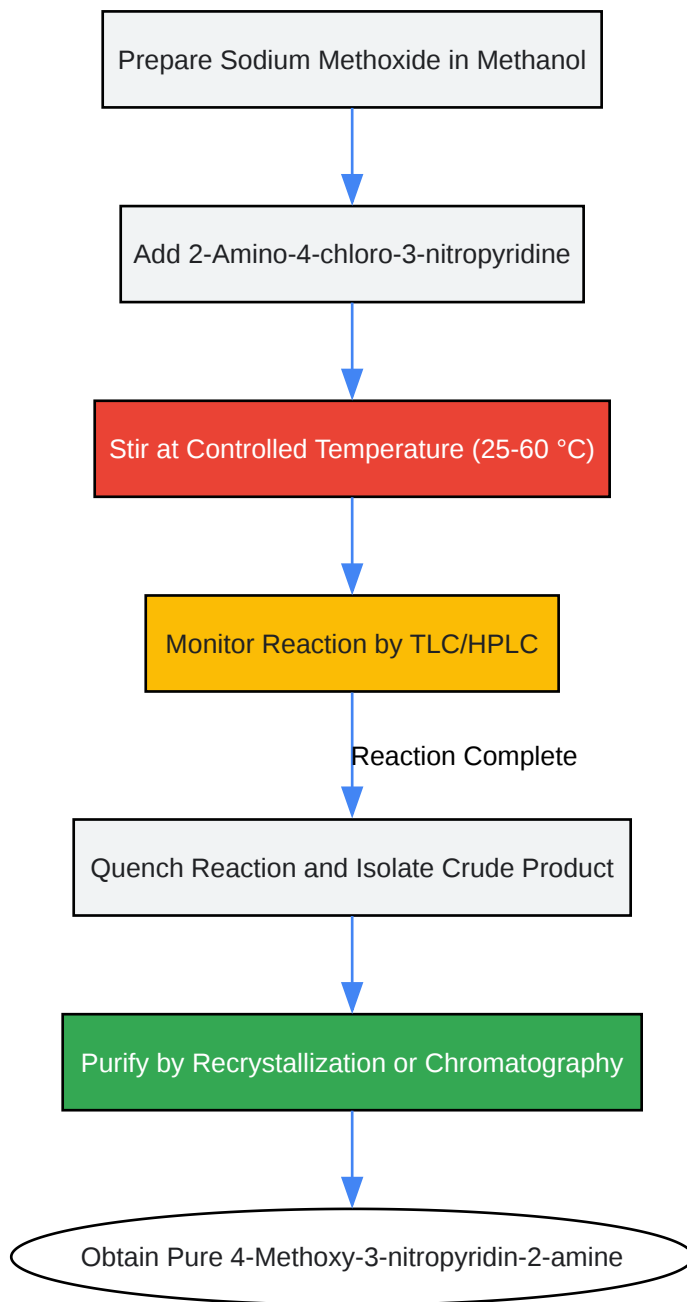 Prepare Sodium Methoxide in Methanol
Add 2-Amino-4-chloro-3-nitropyridine
Stir at Controlled Temperature (25-60 °C)
Monitor Reaction by TLC/HPLC
Reaction Complete
Quench Reaction and Isolate Crude Product
Purify by Recrystallization or Chromatography
Obtain Pure 4-Methoxy-3-nitropyridin-2-amine